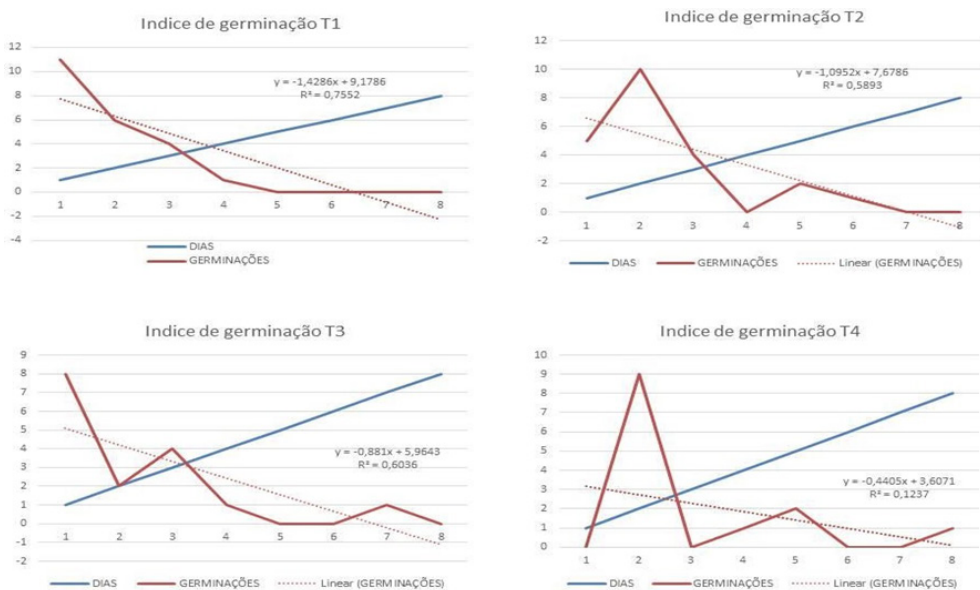 Indice de germinação T1
12
10
8
6
4
2
0
-2
-4
y = -1,4286x + 9,1786
R² = 0,7552
1 2 3 4 5 6 7 8
DIAS
GERMINAÇÕES
Indice de germinação T2
12
10
8
6
4
2
0
-2
y = -1,0952x + 7,6786
R² = 0,5893
1 2 3 4 5 6 7 8
DIAS GERMINAÇÕES Linear (GERMINAÇÕES)
Indice de germinação T3
9
8
7
6
5
4
3
2
1
0
-1
-2
y = -0,881x + 5,9643
R² = 0,6036
1 2 3 4 5 6 7 8
DIAS GERMINAÇÕES Linear (GERMINAÇÕES)
Indice de germinação T4
10
9
8
7
6
5
4
3
2
1
0
y = -0,4405x + 3,6071
R² = 0,1237
1 2 3 4 5 6 7 8
DIAS GERMINAÇÕES Linear (GERMINAÇÕES)